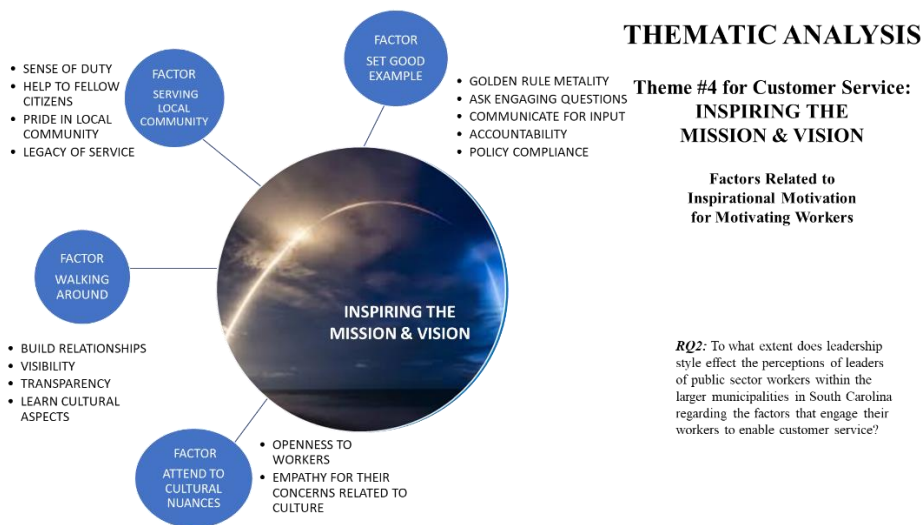 THEMATIC ANALYSIS
Theme #4 for Customer Service:
INSPIRING THE
MISSION & VISION
Factors Related to
Inspirational Motivation
for Motivating Workers
RQ2: To what extent does leadership
style effect the perceptions of leaders
of public sector workers within the
larger municipalities in South Carolina
regarding the factors that engage their
workers to enable customer service?
FACTOR
SET GOOD
EXAMPLE
• GOLDEN RULE METALITY
• ASK ENGAGING QUESTIONS
• COMMUNICATE FOR INPUT
• ACCOUNTABILITY
• POLICY COMPLIANCE
FACTOR
SERVING
LOCAL
COMMUNITY
• SENSE OF DUTY
• HELP TO FELLOW
CITIZENS
• PRIDE IN LOCAL
COMMUNITY
• LEGACY OF SERVICE
FACTOR
WALKING
AROUND
• BUILD RELATIONSHIPS
• VISIBILITY
• TRANSPARENCY
• LEARN CULTURAL
ASPECTS
INSPIRING THE
MISSION & VISION
FACTOR
ATTEND TO
CULTURAL
NUANCES
• OPENNESS TO
WORKERS
• EMPATHY FOR THEIR
CONCERNS RELATED TO
CULTURE